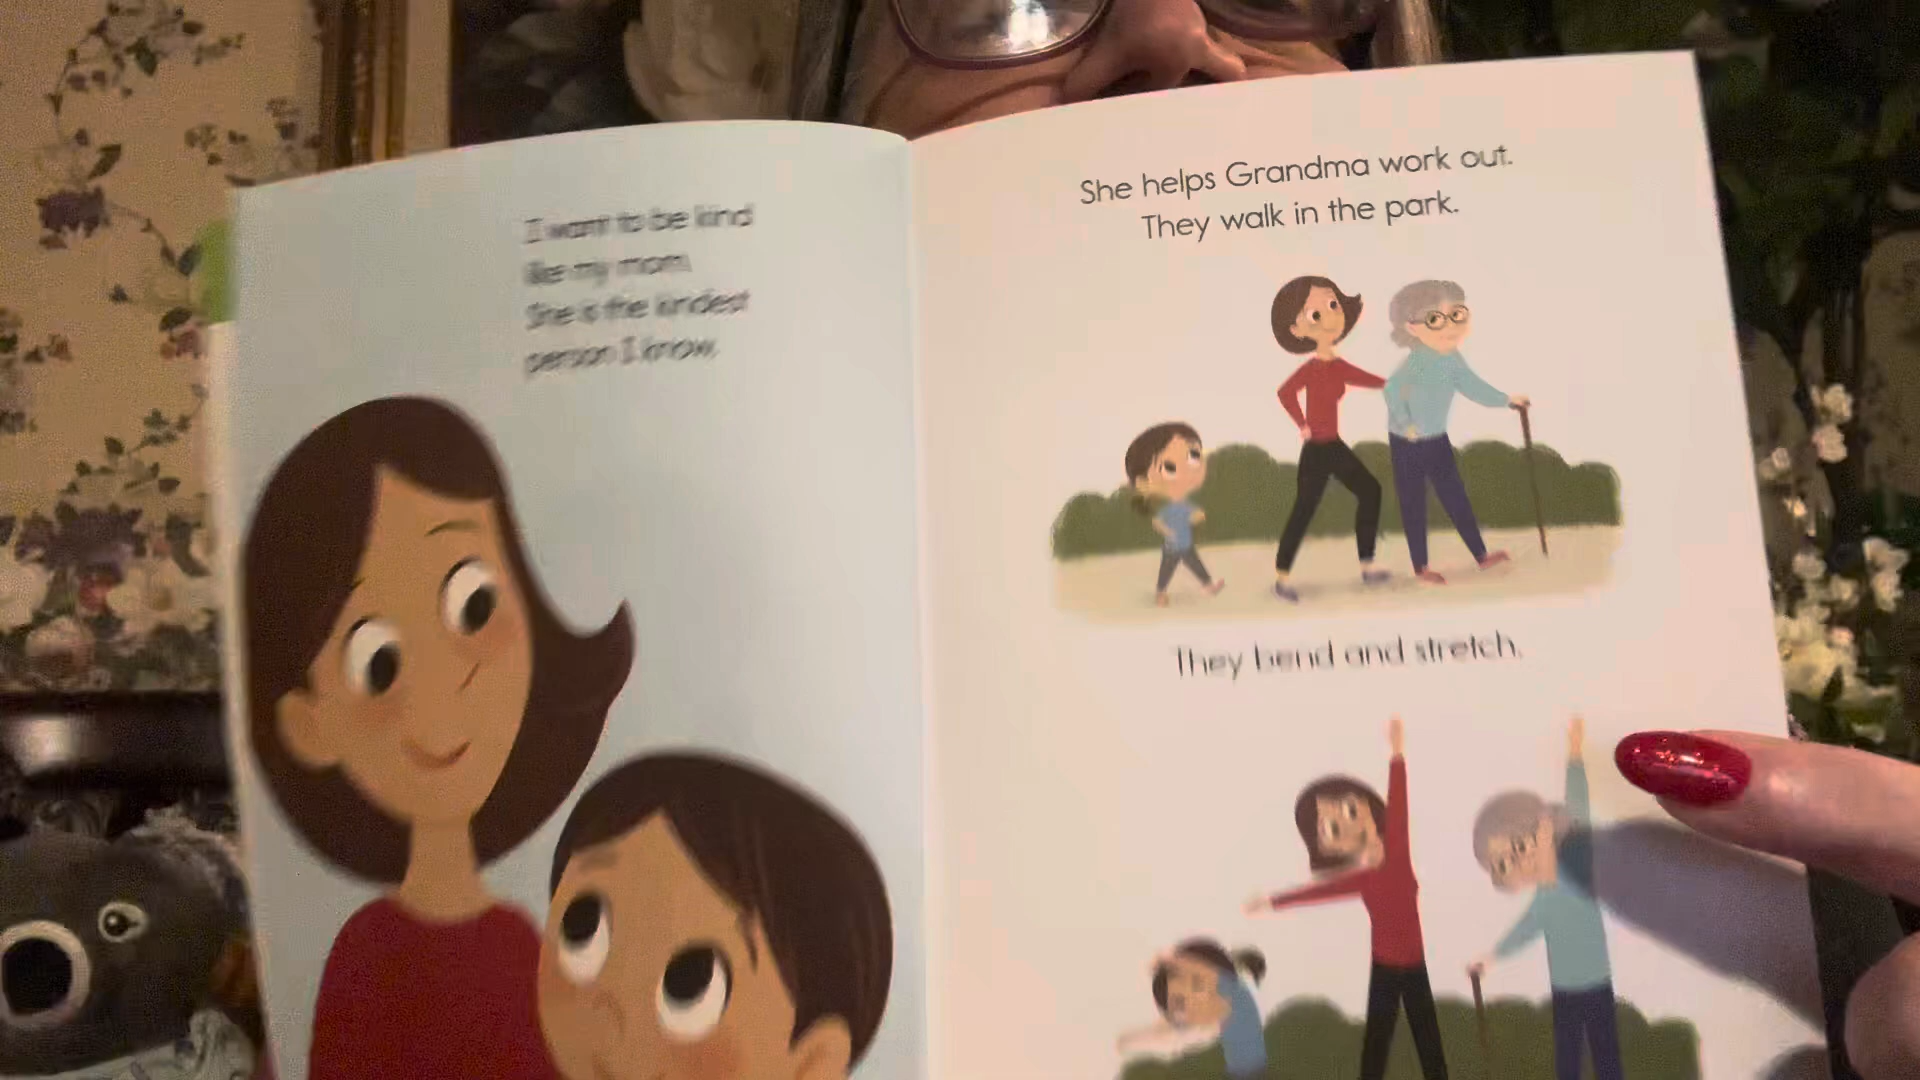 I want to be kind
like my mom.
She is the kindest
person I know.
She helps Grandma work out.
They walk in the park.
They bend and stretch.